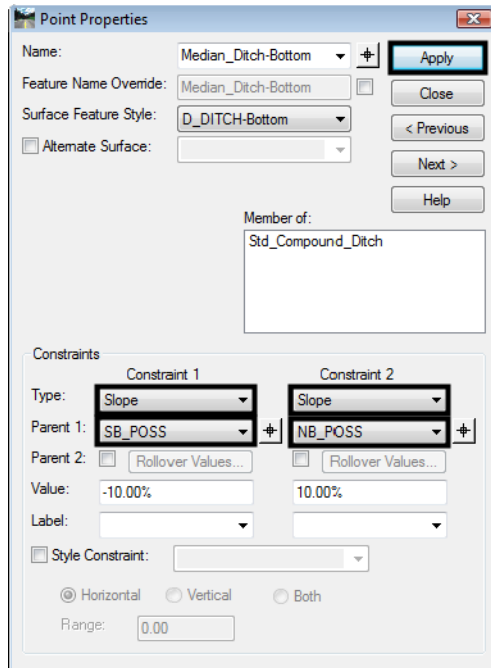 Point Properties
Name:
Median_Ditch-Bottom
Apply
Feature Name Override:
Median_Ditch-Bottom
Close
Surface Feature Style:
D_DITCH-Bottom
< Previous
Alternate Surface:
Next >
Help
Member of:
Std_Compound_Ditch
Constraints
Constraint 1
Constraint 2
Type:
Slope
Slope
Parent 1:
SB_POSS
NB_POSS
Parent 2:
Rollover Values...
Rollover Values...
Value:
-10.00%
10.00%
Label:
Style Constraint:
Horizontal
Vertical
Both
Range:
0.00